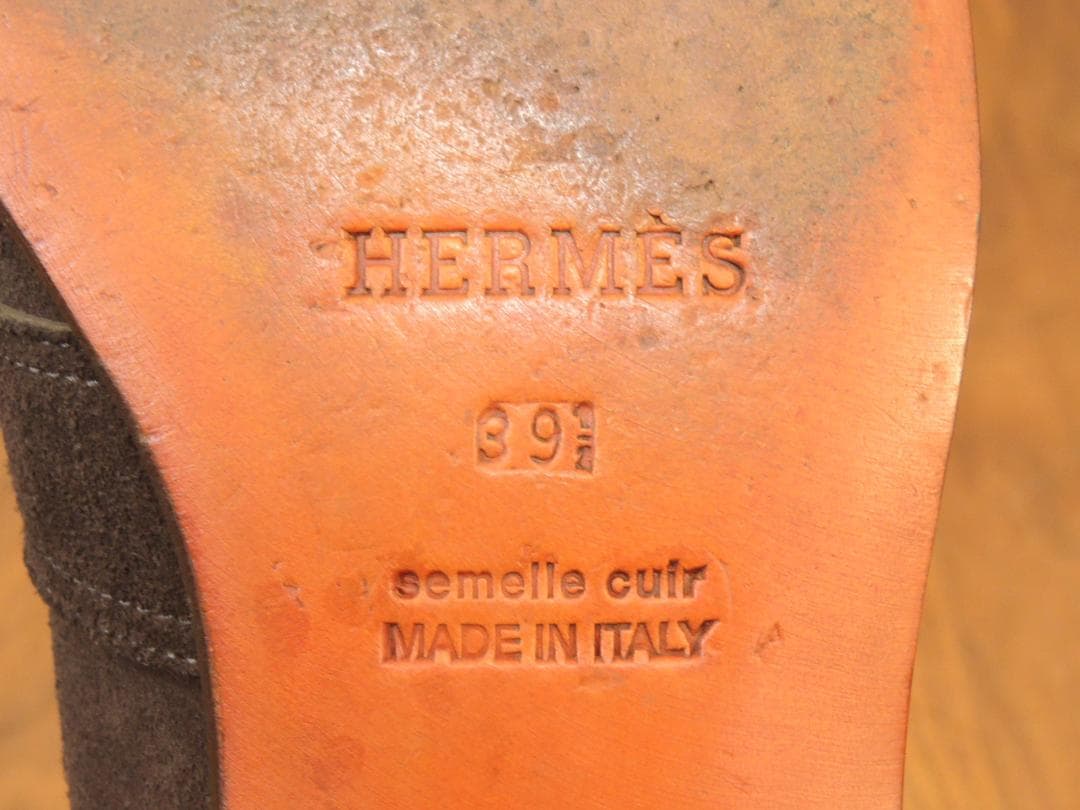 HERMÈS
39½
semelle cuir
MADE IN ITALY